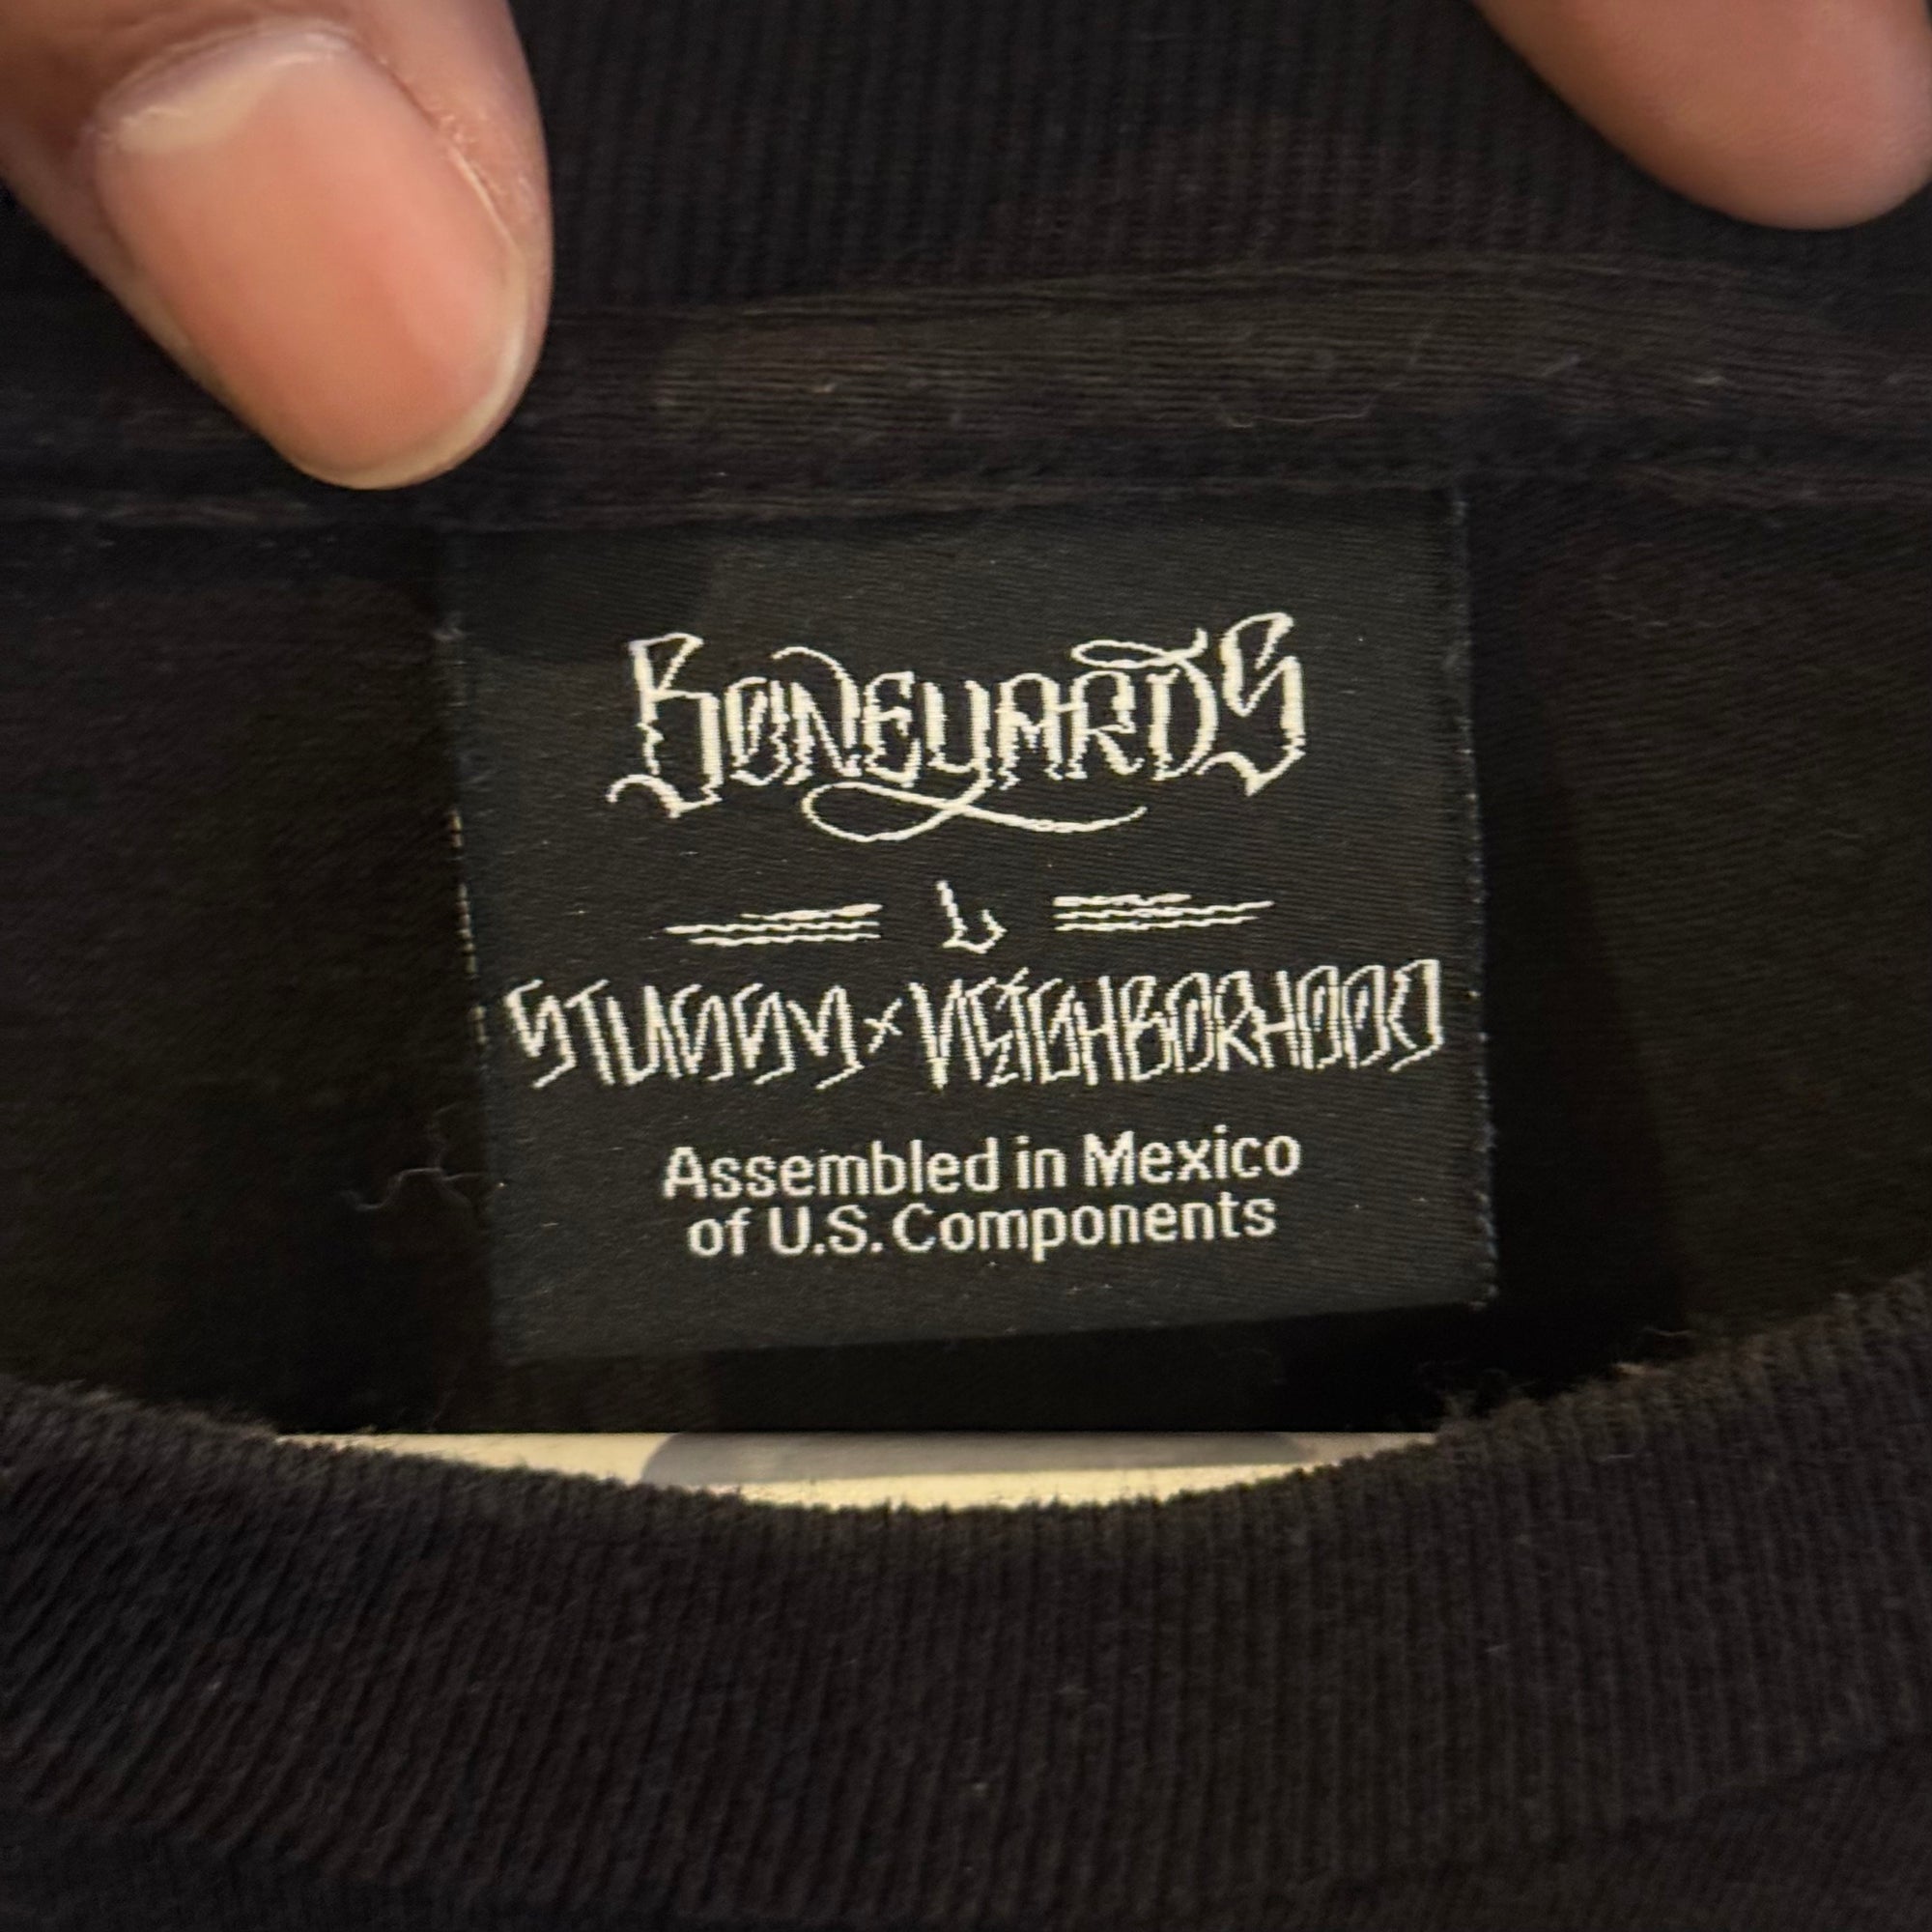 BONEYARDS
L
STUSSY × NEIGHBORHOOD
Assembled in Mexico
of U.S. Components